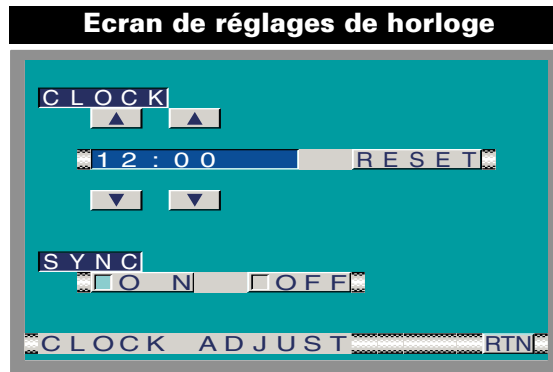 Ecran de réglages de horloge
CLOCK
▲ ▲
12:00 RESET
▼ ▼
SYNC
ON OFF
CLOCK ADJUST RTN